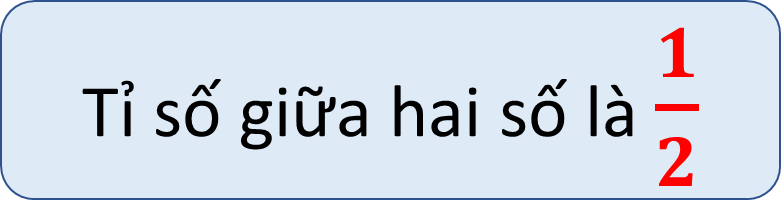 Tỉ số giữa hai số là 1/2